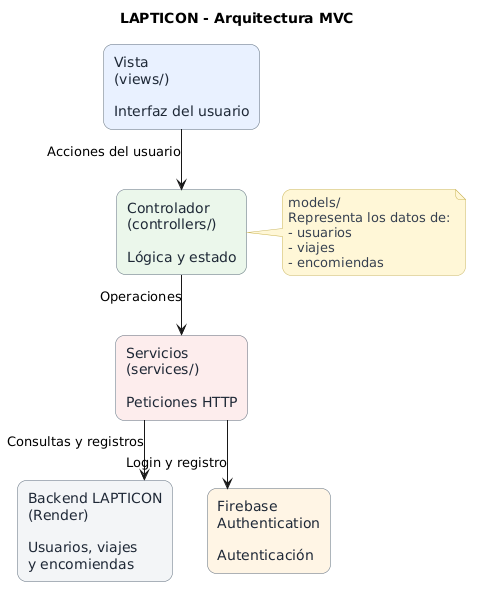 LAPTICON - Arquitectura MVC
Vista
(views/)
Interfaz del usuario
Acciones del usuario
Controlador
(controllers/)
Lógica y estado
models/
Representa los datos de:
- usuarios
- viajes
- encomiendas
Operaciones
Servicios
(services/)
Peticiones HTTP
Consultas y registros
Login y registro
Backend LAPTICON
(Render)
Usuarios, viajes
y encomiendas
Firebase
Authentication
Autenticación